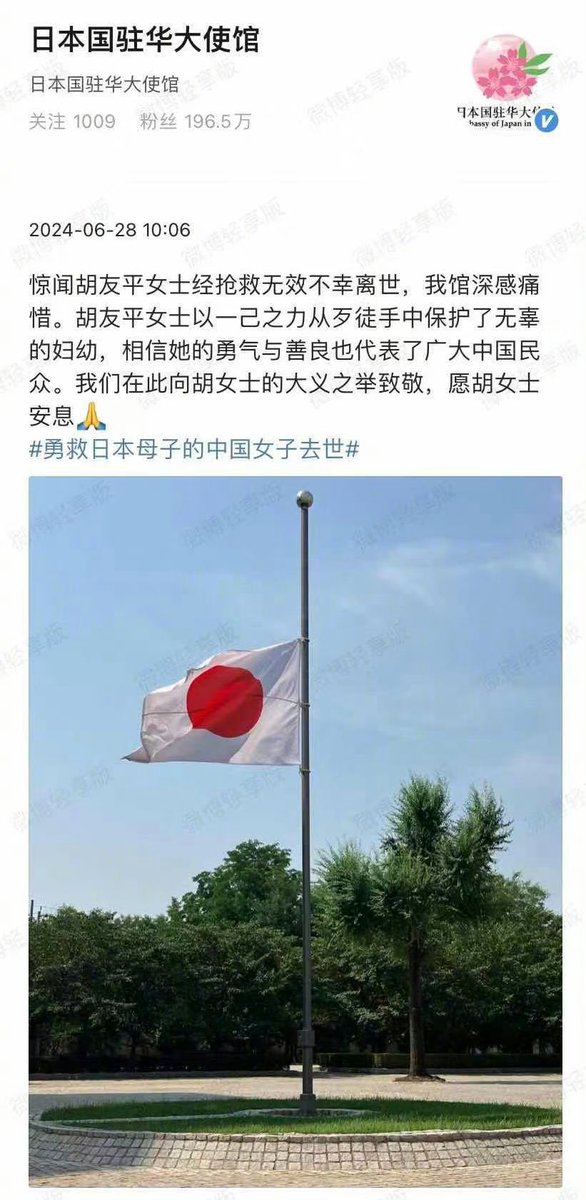 日本国驻华大使馆
日本国驻华大使馆
关注 1009 粉丝 196.5万
日本国驻华大使
bassy of Japan in
V
2024-06-28 10:06
惊闻胡友平女士经抢救无效不幸离世，我馆深感痛
惜。胡友平女士以一己之力从歹徒手中保护了无辜
的妇幼，相信她的勇气与善良也代表了广大中国民
众。我们在此向胡女士的大义之举致敬，愿胡女士
安息🙏
#勇救日本母子的中国女子去世#
微博轻享版